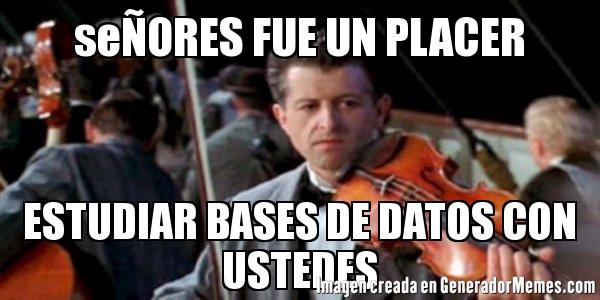 seÑORES FUE UN PLACER
ESTUDIAR BASES DE DATOS CON
USTEDES
Imagen creada en GeneradorMemes.com